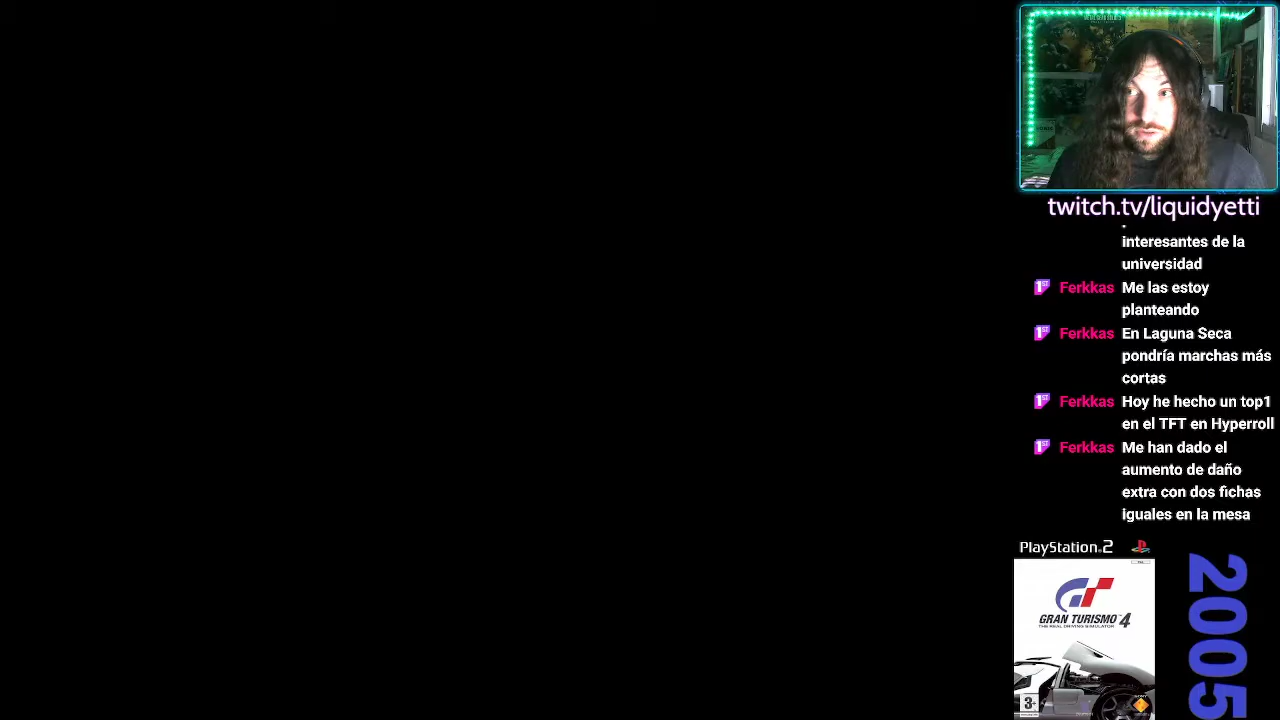 twitch.tv/liquidyetti
interesantes de la
universidad
Ferkkas Me las estoy
planteando
Ferkkas En Laguna Seca
pondría marchas más
cortas
Ferkkas Hoy he hecho un top1
en el TFT en Hyperroll
Ferkkas Me han dado el
aumento de daño
extra con dos fichas
iguales en la mesa
PlayStation.2
GRAN TURISMO 4
THE REAL DRIVING SIMULATOR
3+
SONY
2005